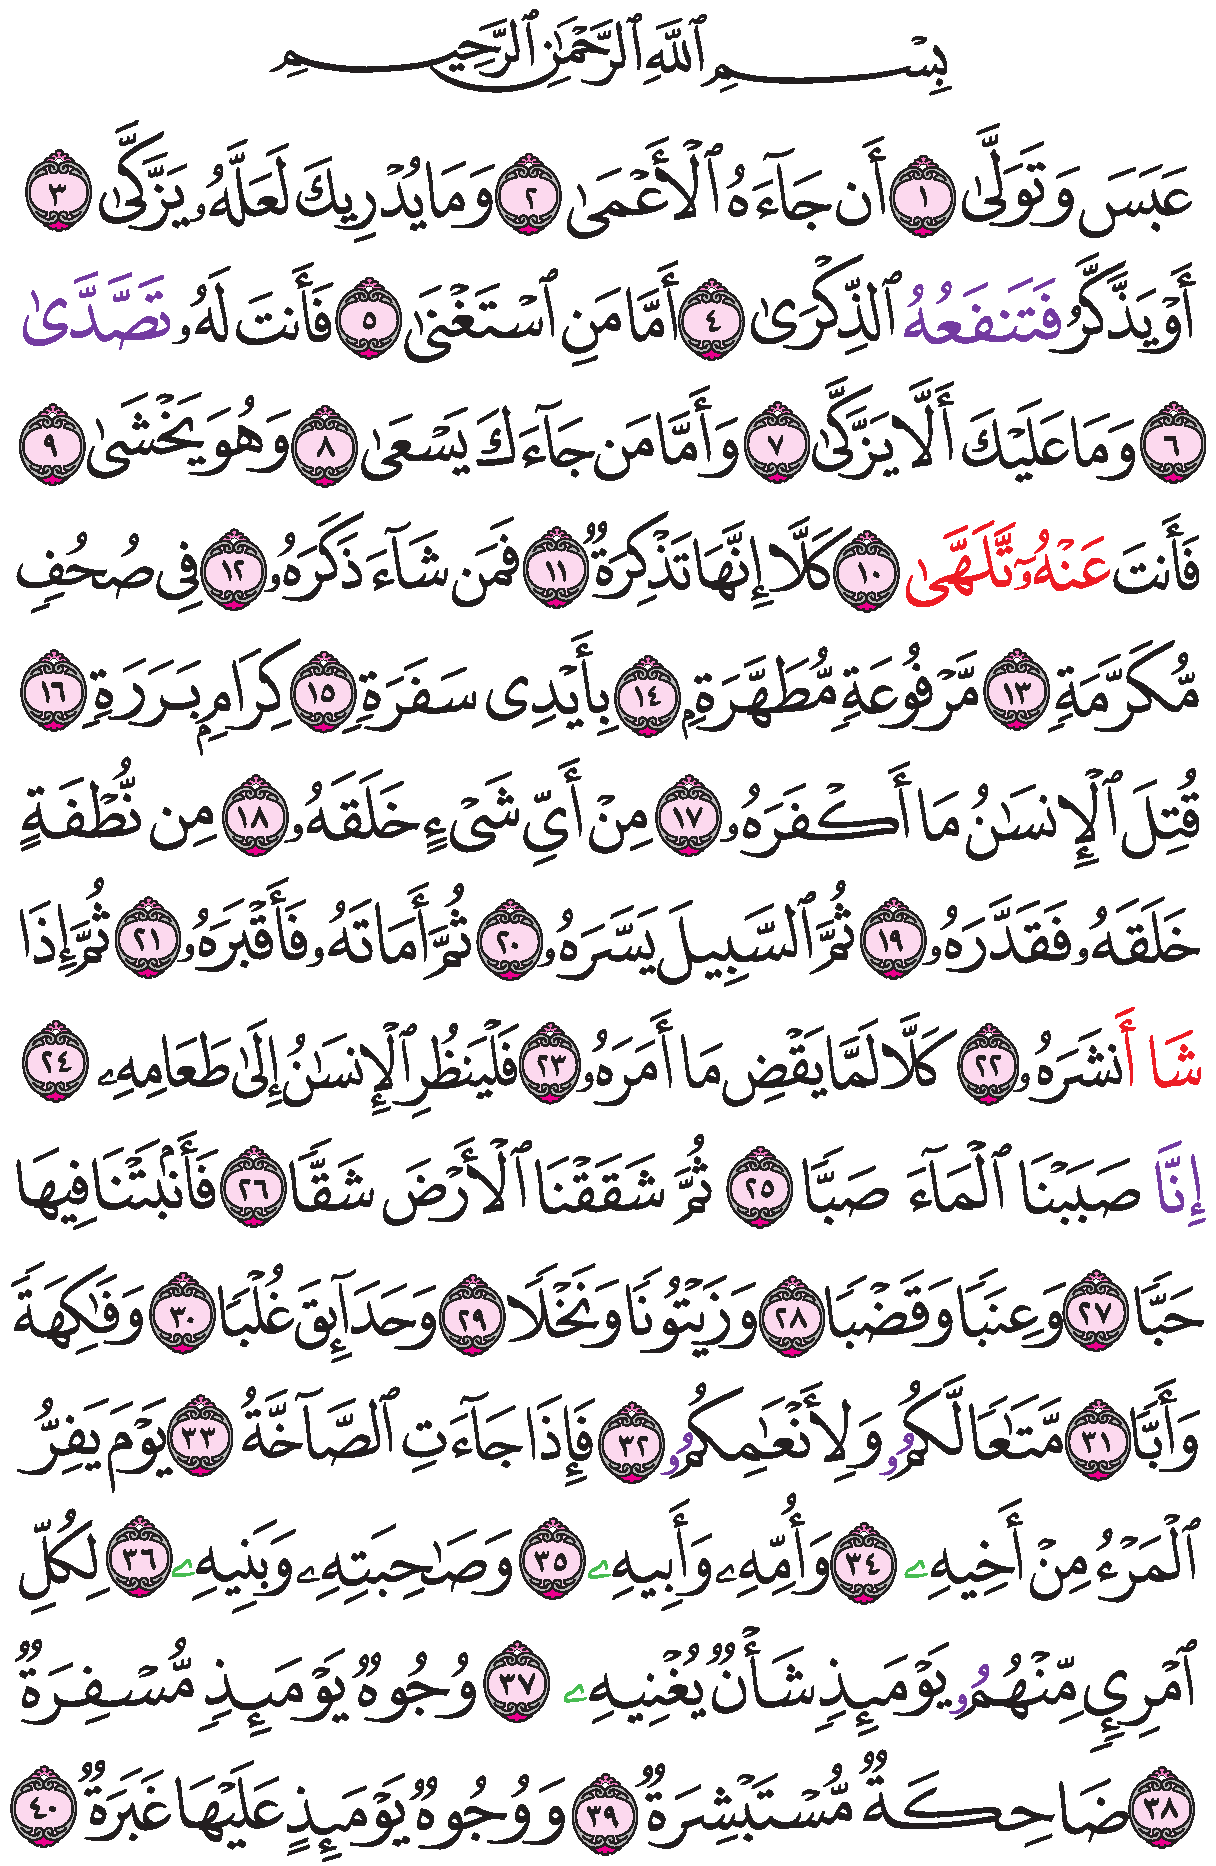 بِسْمِ ٱللَّهِ ٱلرَّحْمَٰنِ ٱلرَّحِيمِ
عَبَسَ وَتَوَلَّىٰ ١ أَن جَآءَهُ ٱلْأَعْمَىٰ ٢ وَمَا يُدْرِيكَ لَعَلَّهُۥ يَزَّكَّىٰ ٣
أَوْ يَذَّكَّرُ فَتَنفَعُهُ ٱلذِّكْرَىٰ ٤ أَمَّا مَنِ ٱسْتَغْنَىٰ ٥ فَأَنتَ لَهُۥ تَصَّدَّىٰ
٦ وَمَا عَلَيْكَ أَلَّا يَزَّكَّىٰ ٧ وَأَمَّا مَن جَآءَكَ يَسْعَىٰ ٨ وَهُوَ يَخْشَىٰ ٩
فَأَنتَ عَنْهُۥٓ تَّلَهَّىٰ ١٠ كَلَّا إِنَّهَا تَذْكِرَةٌ ١١ فَمَن شَآءَ ذَكَرَهُۥ ١٢ فِى صُحُفٍ
مُّكَرَّمَةٍ ١٣ مَّرْفُوعَةٍ مُّطَهَّرَةٍۭ ١٤ بِأَيْدِى سَفَرَةٍ ١٥ كِرَامٍۭ بَرَرَةٍ ١٦
قُتِلَ ٱلْإِنسَٰنُ مَا أَكْفَرَهُۥ ١٧ مِنْ أَىِّ شَىْءٍ خَلَقَهُۥ ١٨ مِن نُّطْفَةٍ
خَلَقَهُۥ فَقَدَّرَهُۥ ١٩ ثُمَّ ٱلسَّبِيلَ يَسَّرَهُۥ ٢٠ ثُمَّ أَمَاتَهُۥ فَأَقْبَرَهُۥ ٢١ ثُمَّ إِذَا
شَا أَنشَرَهُۥ ٢٢ كَلَّا لَمَّا يَقْضِ مَا أَمَرَهُۥ ٢٣ فَلْيَنظُرِ ٱلْإِنسَٰنُ إِلَىٰ طَعَامِهِۦ ٢٤
إِنَّا صَبَبْنَا ٱلْمَآءَ صَبًّا ٢٥ ثُمَّ شَقَقْنَا ٱلْأَرْضَ شَقًّا ٢٦ فَأَنۢبَتْنَا فِيهَا
حَبًّا ٢٧ وَعِنَبًا وَقَضْبًا ٢٨ وَزَيْتُونًا وَنَخْلًا ٢٩ وَحَدَآئِقَ غُلْبًا ٣٠ وَفَٰكِهَةً
وَأَبًّا ٣١ مَّتَٰعًا لَّكُمُۥ وَلِأَنْعَٰمِكُمُۥ ٣٢ فَإِذَا جَآءَتِ ٱلصَّآخَّةُ ٣٣ يَوْمَ يَفِرُّ
ٱلْمَرْءُ مِنْ أَخِيهِۦ ٣٤ وَأُمِّهِۦ وَأَبِيهِۦ ٣٥ وَصَٰحِبَتِهِۦ وَبَنِيهِۦ ٣٦ لِكُلِّ
ٱمْرِئٍ مِّنْهُمُۥ يَوْمَئِذٍ شَأْنٌ يُغْنِيهِۦ ٣٧ وُجُوهٌ يَوْمَئِذٍ مُّسْفِرَةٌ
٣٨ ضَاحِكَةٌ مُّسْتَبْشِرَةٌ ٣٩ وَوُجُوهٌ يَوْمَئِذٍ عَلَيْهَا غَبَرَةٌ ٤٠